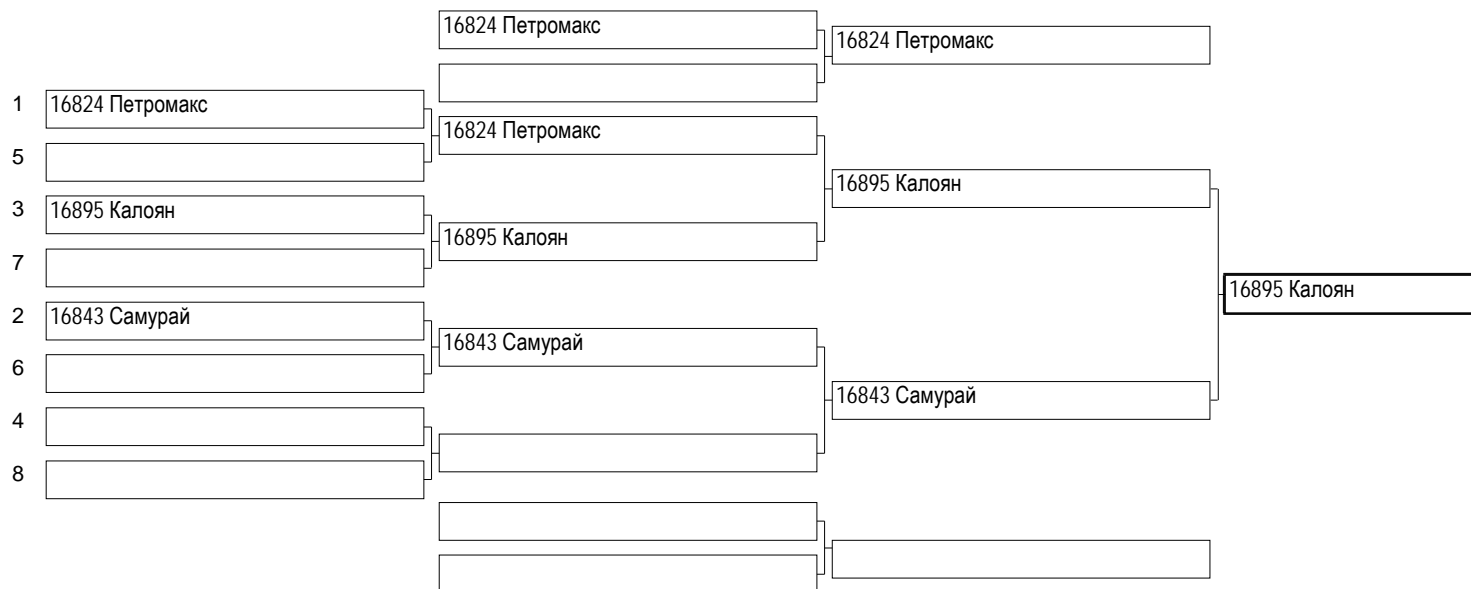 16824 Петромакс
16824 Петромакс
1 16824 Петромакс
16824 Петромакс
5
16895 Калоян
3 16895 Калоян
16895 Калоян
7
16895 Калоян
2 16843 Самурай
16843 Самурай
6
16843 Самурай
4
8